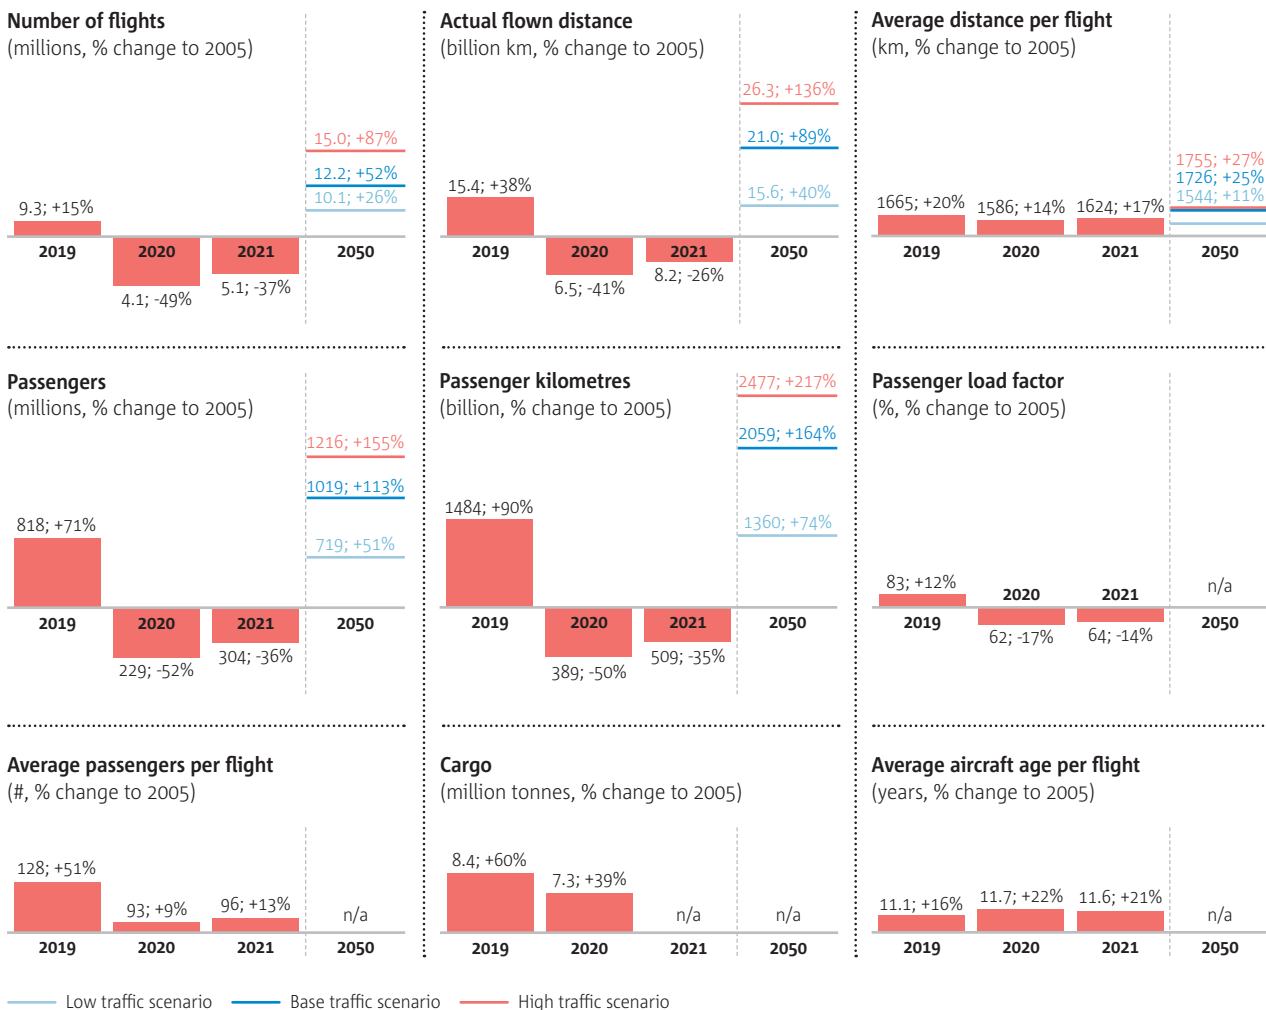 Number of flights
(millions, % change to 2005)
15.0; +87%
12.2; +52%
10.1; +26%
9.3; +15%
2019
2020
2021
2050
4.1; -49%
5.1; -37%
Actual flown distance
(billion km, % change to 2005)
26.3; +136%
21.0; +89%
15.6; +40%
15.4; +38%
2019
2020
2021
2050
6.5; -41%
8.2; -26%
Average distance per flight
(km, % change to 2005)
1755; +27%
1726; +25%
1544; +11%
1665; +20%
1586; +14%
1624; +17%
2019
2020
2021
2050
Passengers
(millions, % change to 2005)
1216; +155%
1019; +113%
719; +51%
818; +71%
2019
2020
2021
2050
229; -52%
304; -36%
Passenger kilometres
(billion, % change to 2005)
2477; +217%
2059; +164%
1360; +74%
1484; +90%
2019
2020
2021
2050
389; -50%
509; -35%
Passenger load factor
(%, % change to 2005)
83; +12%
2020
2021
n/a
2019
2050
62; -17%
64; -14%
Average passengers per flight
(#, % change to 2005)
128; +51%
93; +9%
96; +13%
n/a
2019
2020
2021
2050
Cargo
(million tonnes, % change to 2005)
8.4; +60%
7.3; +39%
n/a
n/a
2019
2020
2021
2050
Average aircraft age per flight
(years, % change to 2005)
11.1; +16%
11.7; +22%
11.6; +21%
n/a
2019
2020
2021
2050
Low traffic scenario
Base traffic scenario
High traffic scenario